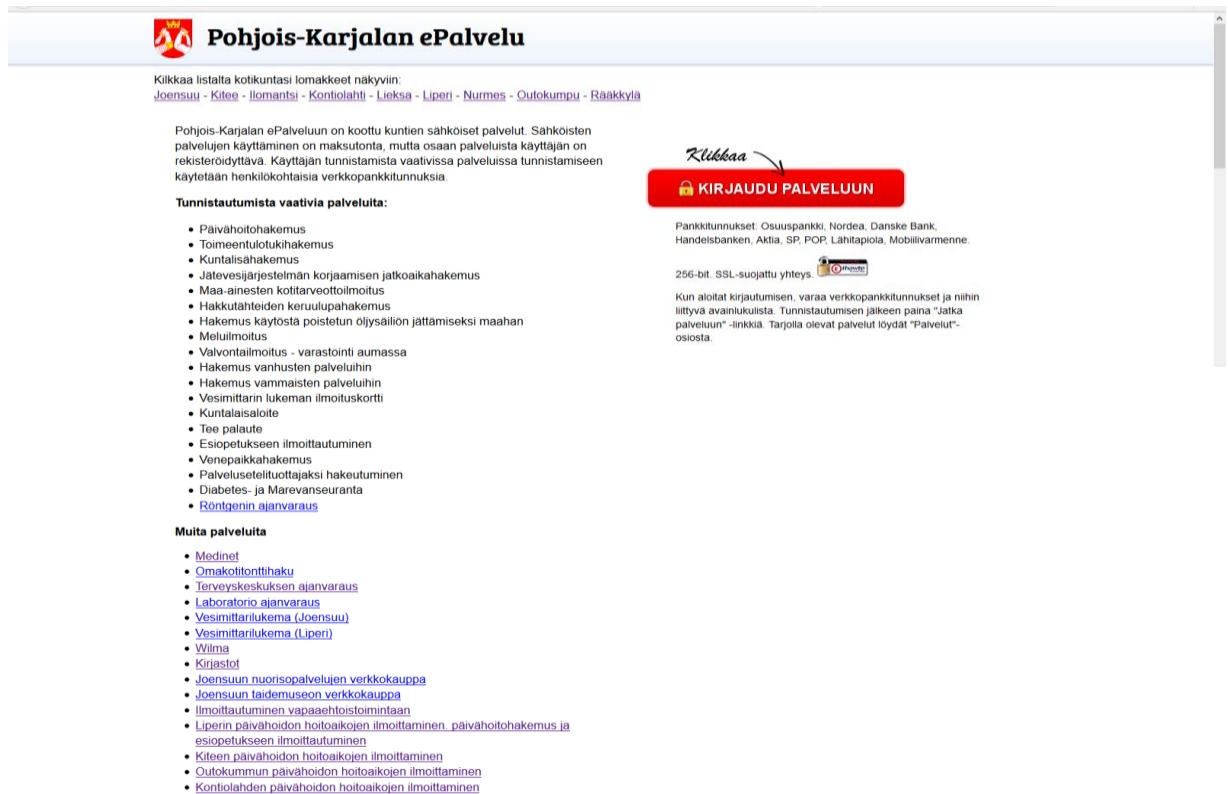 Pohjois-Karjalan ePalvelu
Kilkkaa listalta kotikuntasi lomakkeet näkyviin:
Joensuu - Kitee - Ilomantsi - Kontiolahti - Lieksa - Liperi - Nurmes - Outokumpu - Rääkkylä
Pohjois-Karjalan ePalveluun on koottu kuntien sähköiset palvelut. Sähköisten
palvelujen käyttäminen on maksutonta, mutta osaan palveluista käyttäjän on
rekisteröidyttävä. Käyttäjän tunnistamista vaativissa palveluissa tunnistamiseen
käytetään henkilökohtaisia verkkopankkitunnuksia.
Tunnistautumista vaativia palveluita:
• Päivähoitohakemus
• Toimeentulotukihakemus
• Kuntalisähakemus
• Jätevesijärjestelmän korjaamisen jatkoaikahakemus
• Maa-ainesten kotitarveottoilmoitus
• Hakkutähteiden keruulupahakemus
• Hakemus käytöstä poistetun öljysäiliön jättämiseksi maahan
• Meluilmoitus
• Valvontailmoitus - varastointi aumassa
• Hakemus vanhusten palveluihin
• Hakemus vammaisten palveluihin
• Vesimittarin lukeman ilmoituskortti
• Kuntalaisaloite
• Tee palaute
• Esiopetukseen ilmoittautuminen
• Venepaikkahakemus
• Palvelusetelituottajaksi hakeutuminen
• Diabetes- ja Marevanseuranta
• Röntgenin ajanvaraus
Muita palveluita
• Medinet
• Omakotitonttihaku
• Terveyskeskuksen ajanvaraus
• Laboratorio ajanvaraus
• Vesimittarilukema (Joensuu)
• Vesimittarilukema (Liperi)
• Wilma
• Kirjastot
• Joensuun nuorisopalvelujen verkkokauppa
• Joensuun taidemuseon verkkokauppa
• Ilmoittautuminen vapaaehtoistoimintaan
• Liperin päivähoidon hoitoaikojen ilmoittaminen, päivähoitohakemus ja
esiopetukseen ilmoittautuminen
• Kiteen päivähoidon hoitoaikojen ilmoittaminen
• Outokummun päivähoidon hoitoaikojen ilmoittaminen
• Kontiolahden päivähoidon hoitoaikojen ilmoittaminen
Klikkaa
KIRJAUDU PALVELUUN
Pankkitunnukset: Osuuspankki, Nordea, Danske Bank,
Handelsbanken, Aktia, SP, POP, Lähitapiola, Mobiilivarmenne.
256-bit. SSL-suojattu yhteys.
thawte
Kun aloitat kirjautumisen, varaa verkkopankkitunnukset ja niihin
liittyvä avainlukulista. Tunnistautumisen jälkeen paina "Jatka
palveluun" -linkkiä. Tarjolla olevat palvelut löydät "Palvelut"-
osiosta.